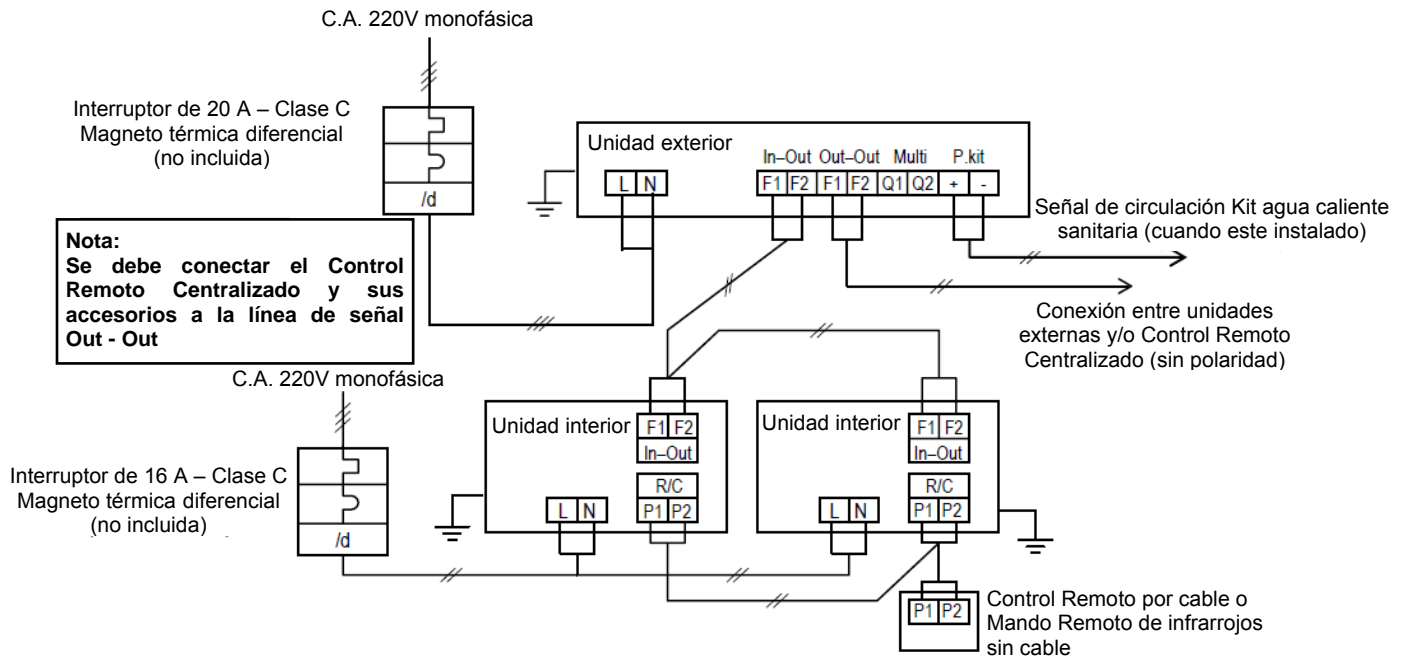 C.A. 220V monofásica
Interruptor de 20 A – Clase C
Magneto térmica diferencial
(no incluida)
/d
Unidad exterior
In–Out Out–Out Multi P.kit
L N
F1 F2 F1 F2 Q1 Q2 + -
Señal de circulación Kit agua caliente
sanitaria (cuando este instalado)
Nota:
Se debe conectar el Control
Remoto Centralizado y sus
accesorios a la línea de señal
Out - Out
Conexión entre unidades
externas y/o Control Remoto
Centralizado (sin polaridad)
C.A. 220V monofásica
Interruptor de 16 A – Clase C
Magneto térmica diferencial
(no incluida)
/d
Unidad interior
F1 F2
In–Out
R/C
L N
P1 P2
Unidad interior
F1 F2
In–Out
R/C
L N
P1 P2
P1 P2
Control Remoto por cable o
Mando Remoto de infrarrojos
sin cable